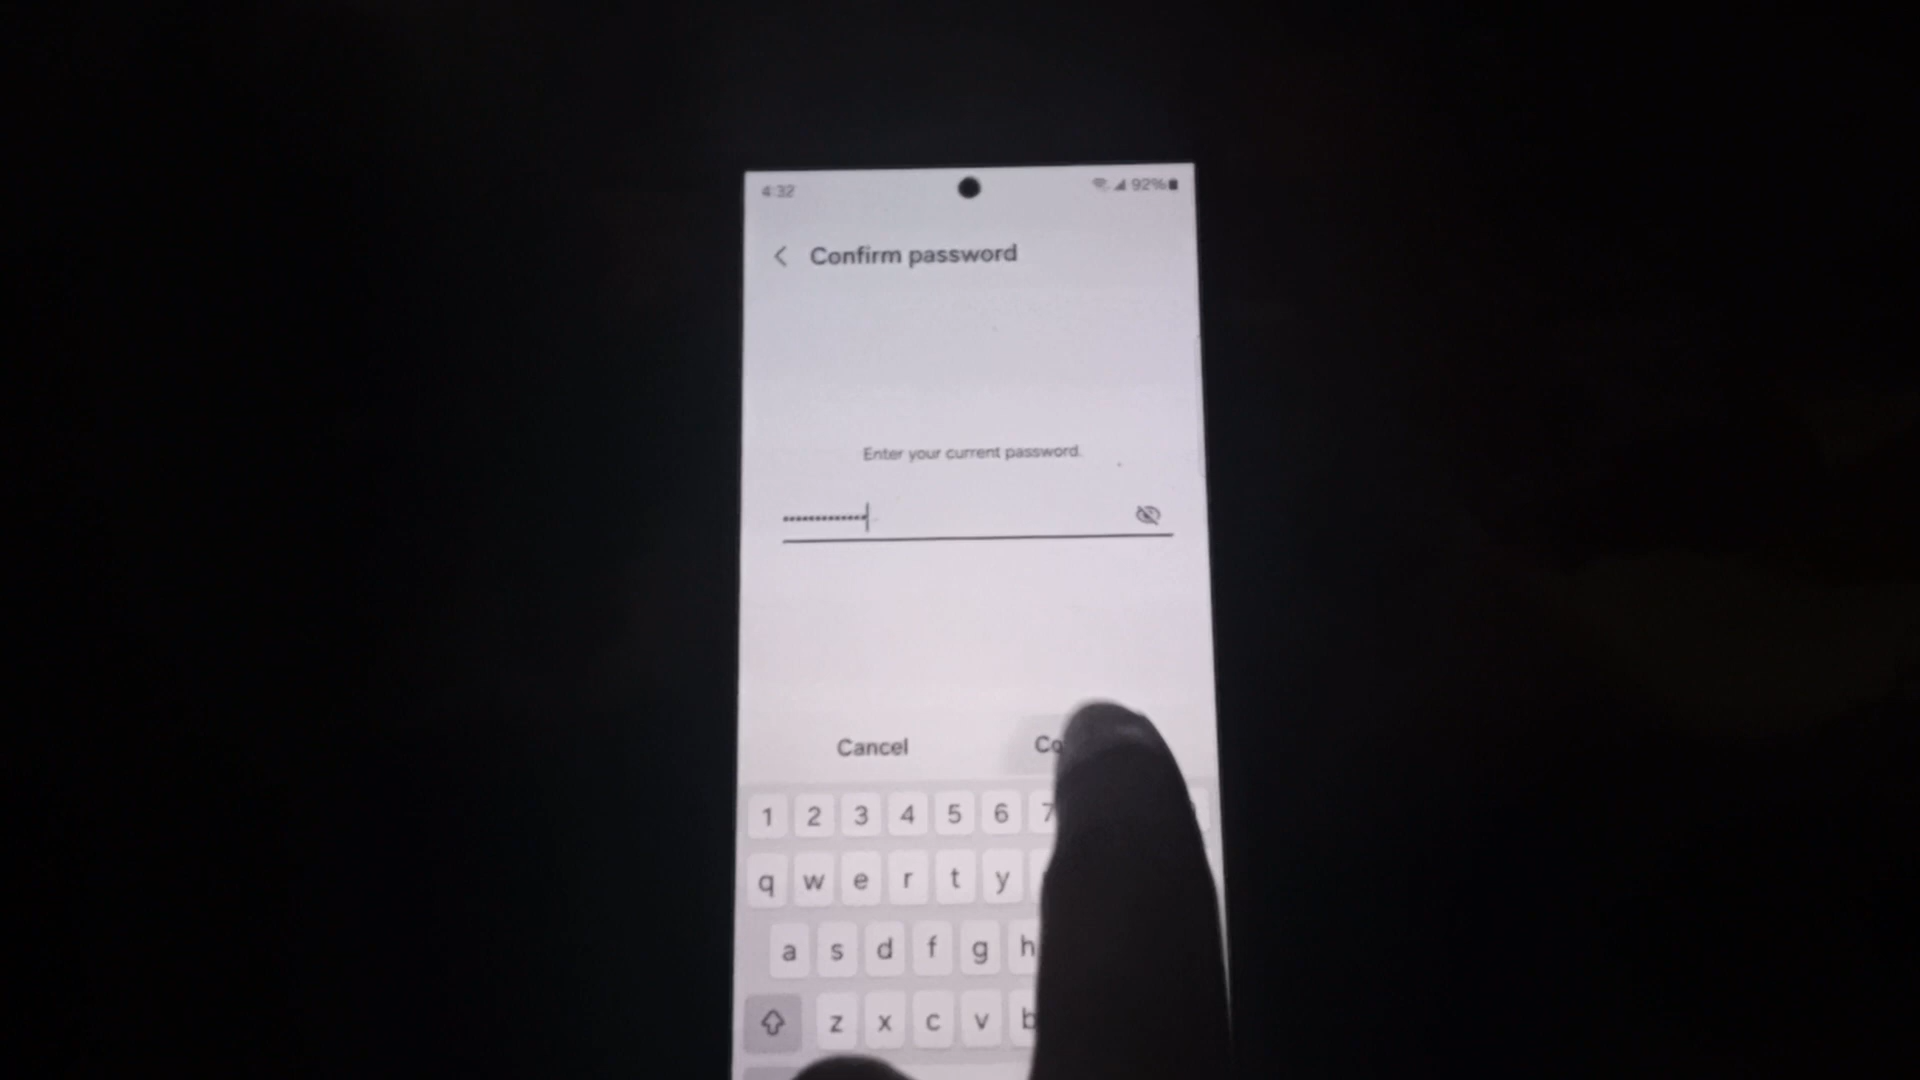 4:32
92%
Confirm password
Enter your current password.
Cancel
Co
1 2 3 4 5 6 7
q w e r t y
a s d f g h
z x c v b